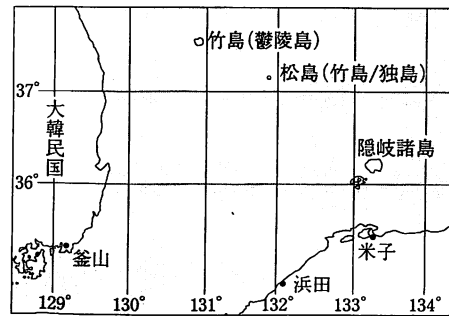 竹島(鬱陵島)
松島(竹島/独島)
37°
大韓民国
隠岐諸島
36°
釜山
米子
浜田
129°
130°
131°
132°
133°
134°